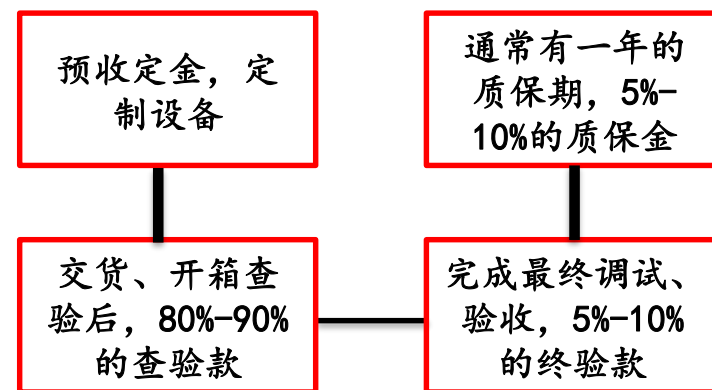 预收定金，定
制设备
通常有一年的
质保期，5%-
10%的质保金
交货、开箱查
验后，80%-90%
的查验款
完成最终调试、
验收，5%-10%
的终验款